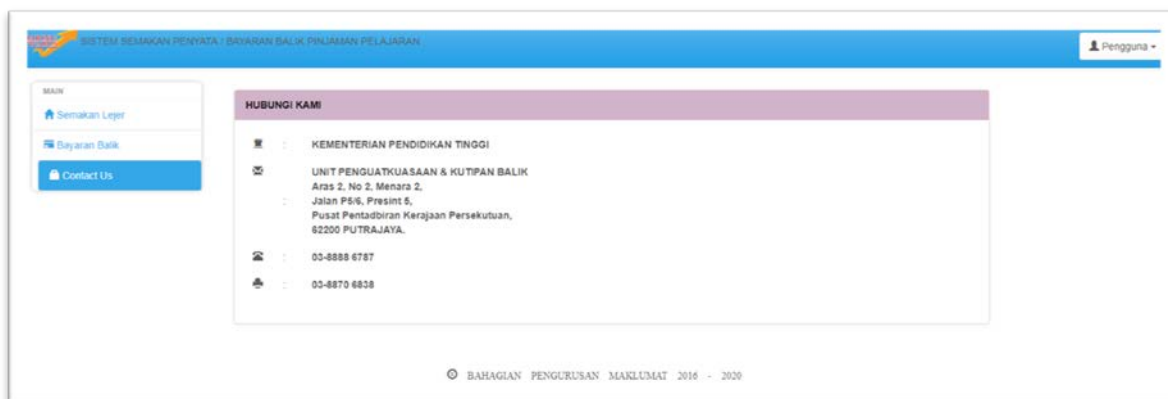 SISTEM SEMAKAN PENYATA / BAYARAN BALIK PINJAMAN PELAJARAN
Pengguna
MAIN
Semakan Lejer
Bayaran Balik
Contact Us
HUBUNGI KAMI
: KEMENTERIAN PENDIDIKAN TINGGI
UNIT PENGUATKUASAAN & KUTIPAN BALIK
Aras 2, No 2, Menara 2,
: Jalan P5/6, Presint 5,
Pusat Pentadbiran Kerajaan Persekutuan,
62200 PUTRAJAYA.
: 03-8888 6787
: 03-8870 6838
BAHAGIAN PENGURUSAN MAKLUMAT 2016 - 2020